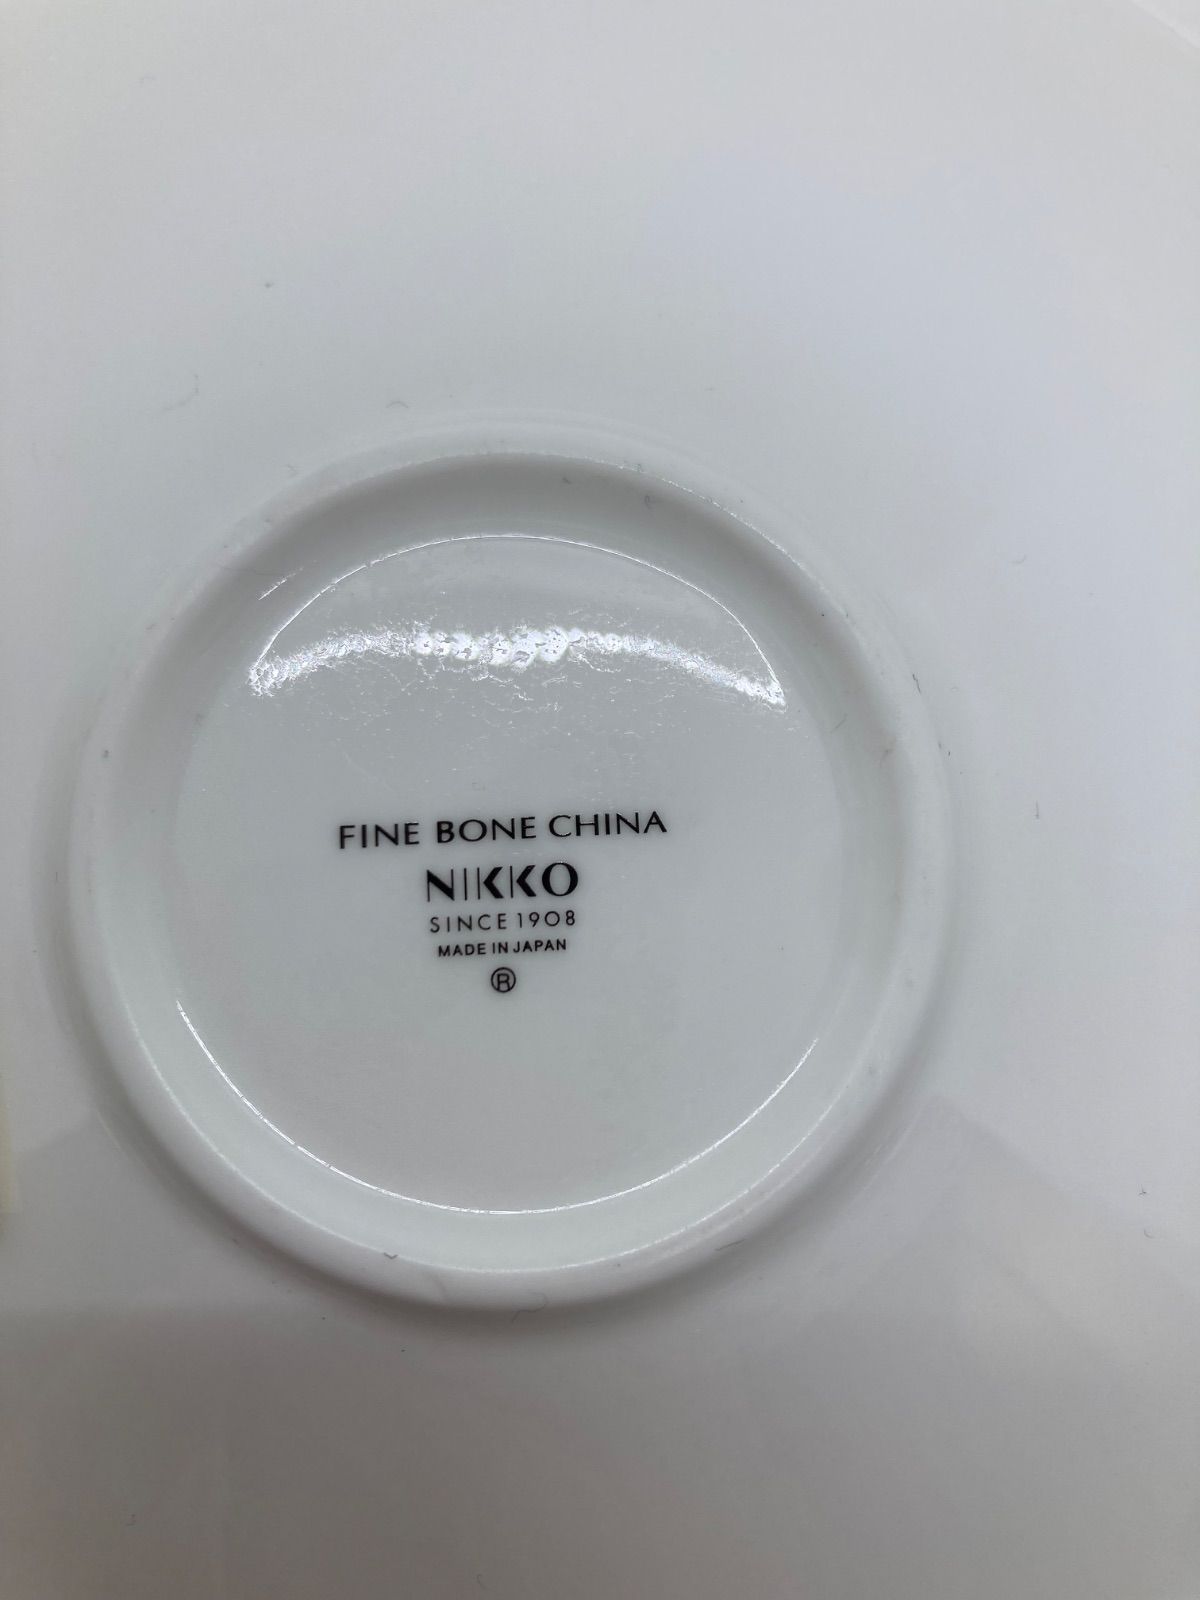 FINE BONE CHINA
NIKKO
SINCE 1908
MADE IN JAPAN
®